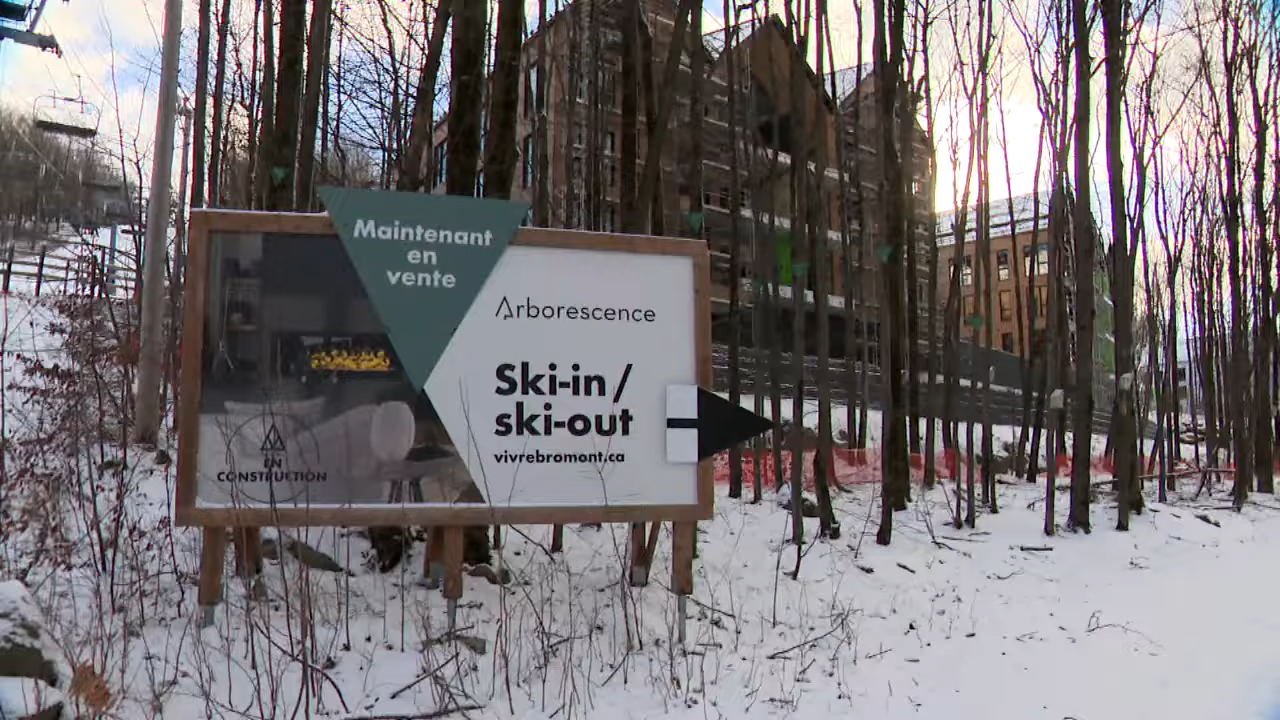 Maintenant
en
vente
Arborescence
Ski-in /
ski-out
vivrebromont.ca
EN
CONSTRUCTION